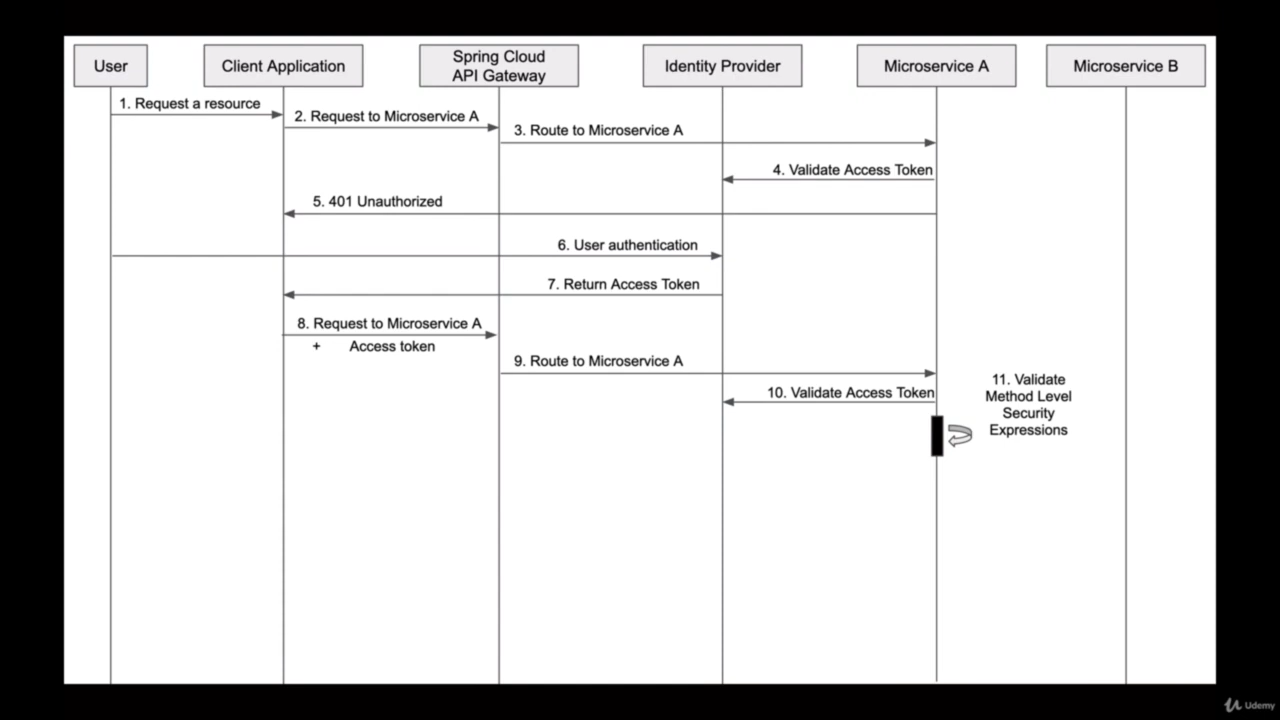 User
Client Application
Spring Cloud
API Gateway
Identity Provider
Microservice A
Microservice B
1. Request a resource
2. Request to Microservice A
3. Route to Microservice A
4. Validate Access Token
5. 401 Unauthorized
6. User authentication
7. Return Access Token
8. Request to Microservice A
+ Access token
9. Route to Microservice A
10. Validate Access Token
11. Validate
Method Level
Security
Expressions
Udemy